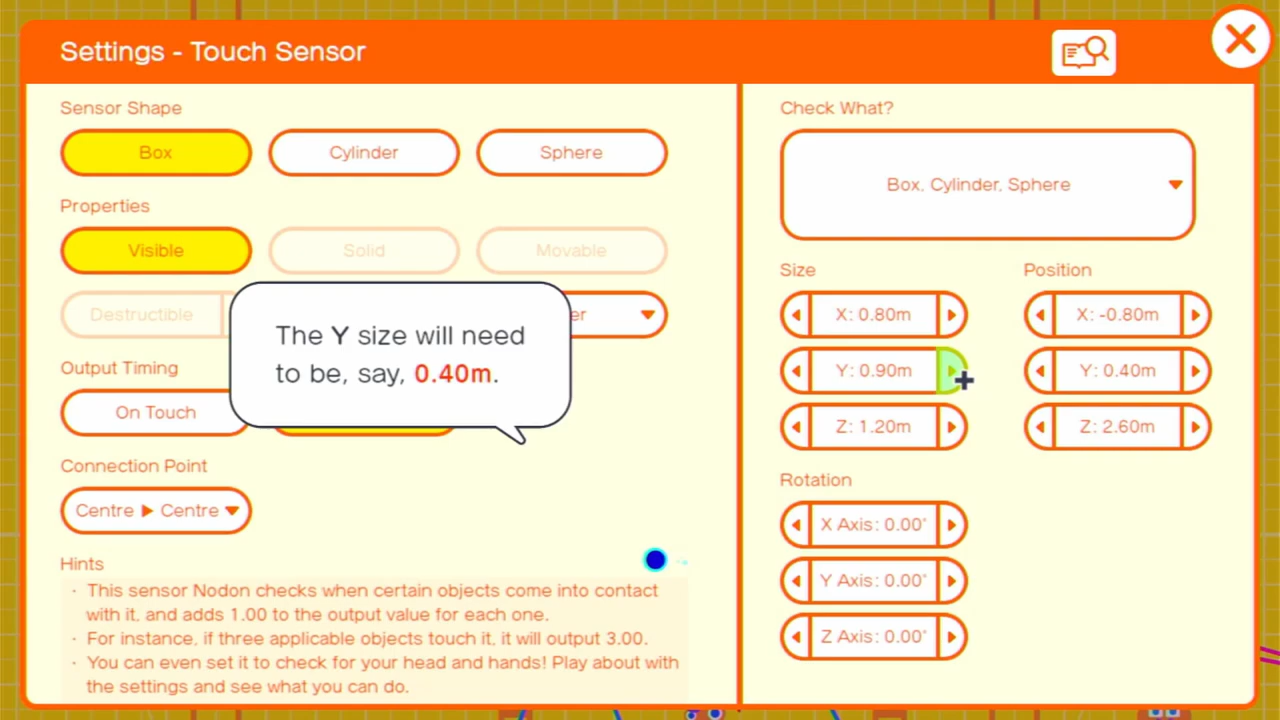 Settings - Touch Sensor
Sensor Shape
Box
Cylinder
Sphere
Properties
Visible
Solid
Movable
Destructible
er
The Y size will need
to be, say, 0.40m.
Output Timing
On Touch
Connection Point
Centre ▶ Centre
Hints
· This sensor Nodon checks when certain objects come into contact
with it, and adds 1.00 to the output value for each one.
· For instance, if three applicable objects touch it, it will output 3.00.
· You can even set it to check for your head and hands! Play about with
the settings and see what you can do.
Check What?
Box, Cylinder, Sphere
Size
X: 0.80m
Y: 0.90m
Z: 1.20m
Position
X: -0.80m
Y: 0.40m
Z: 2.60m
Rotation
X Axis: 0.00°
Y Axis: 0.00°
Z Axis: 0.00°